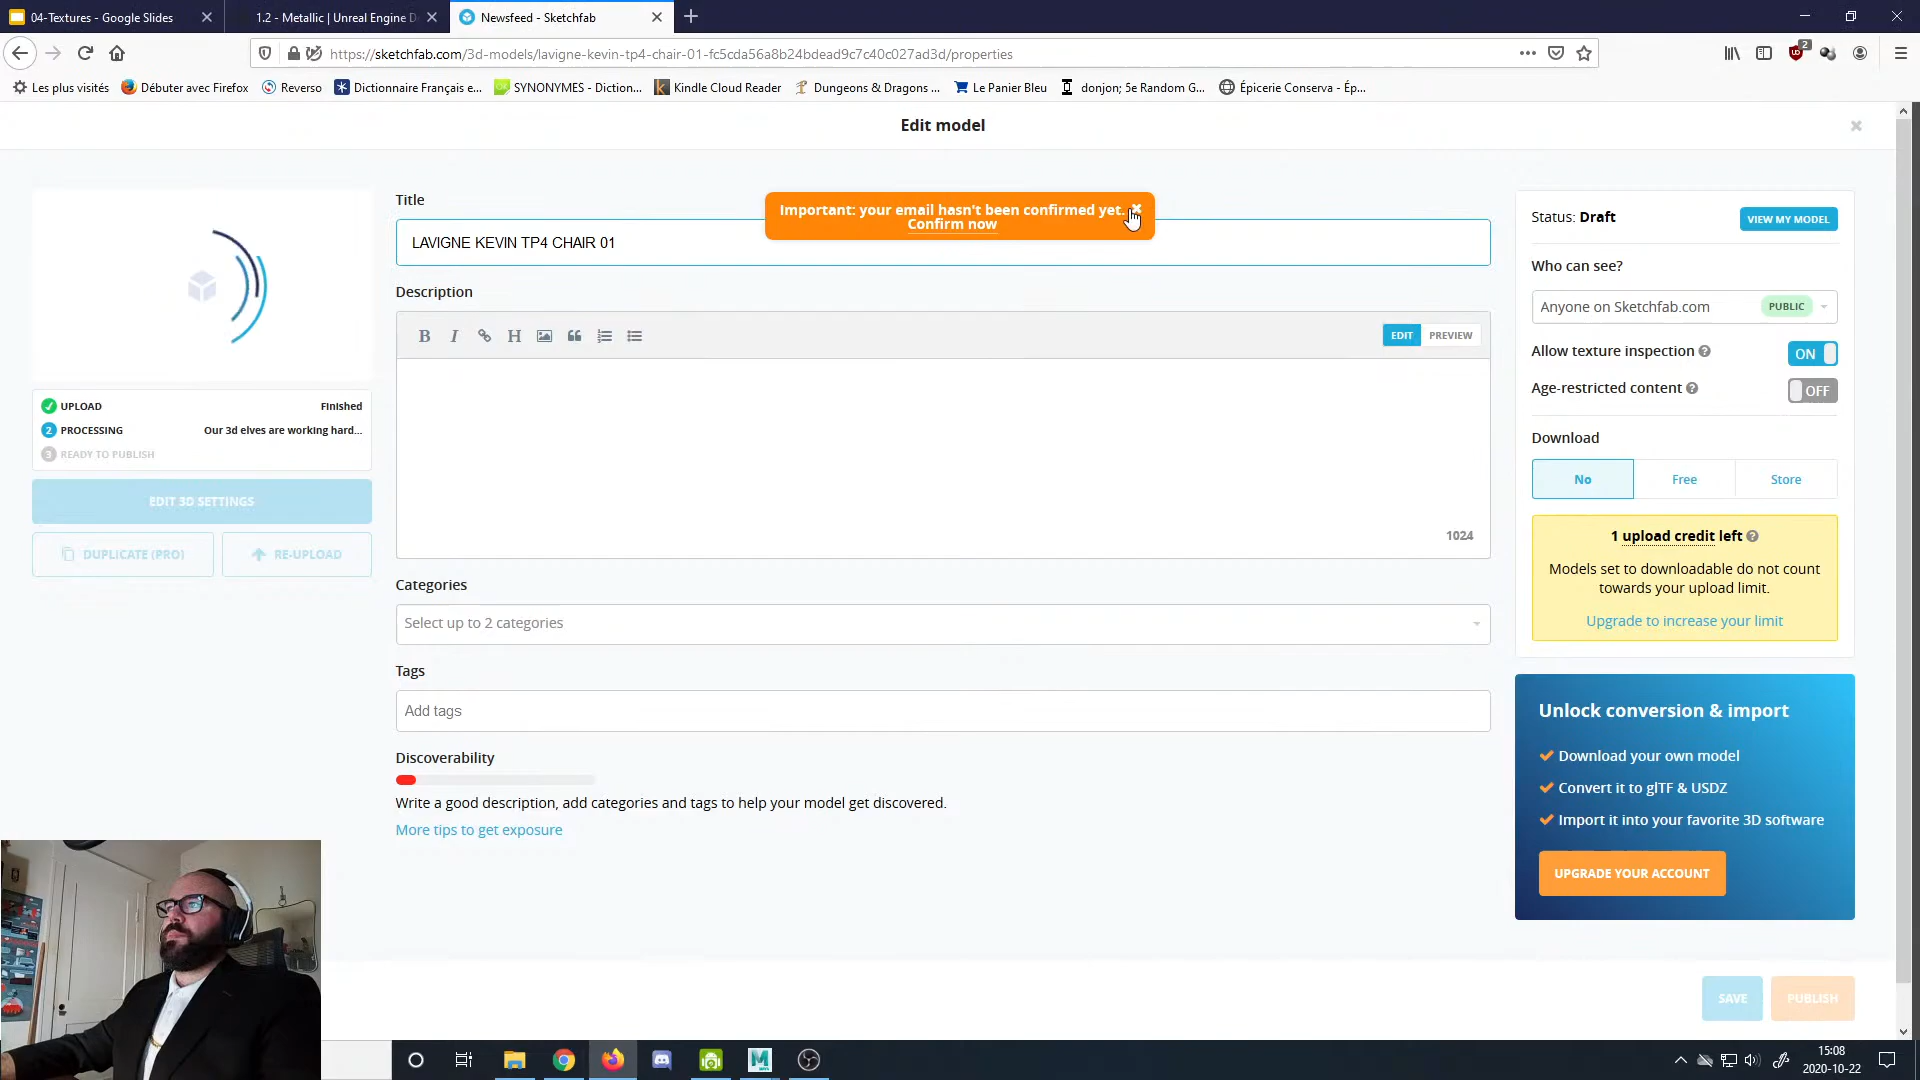 04-Textures - Google Slides
1.2 - Metallic | Unreal Engine D
Newsfeed - Sketchfab
https://sketchfab.com/3d-models/lavigne-kevin-tp4-chair-01-fc5cda56a8b24bdead9c7c40c027ad3d/properties
2
Les plus visités
Débuter avec Firefox
Reverso
Dictionnaire Français e...
SYNONYMES - Diction...
Kindle Cloud Reader
Dungeons & Dragons ...
Le Panier Bleu
donjon; 5e Random G...
Épicerie Conserva - Ép...
Edit model
Title
Important: your email hasn't been confirmed yet.
Confirm now
LAVIGNE KEVIN TP4 CHAIR 01
Description
EDIT
PREVIEW
1024
UPLOAD
Finished
2
PROCESSING
Our 3d elves are working hard...
3
READY TO PUBLISH
EDIT 3D SETTINGS
DUPLICATE (PRO)
RE-UPLOAD
Categories
Select up to 2 categories
Tags
Add tags
Discoverability
Write a good description, add categories and tags to help your model get discovered.
More tips to get exposure
Status: Draft
VIEW MY MODEL
Who can see?
Anyone on Sketchfab.com
PUBLIC
Allow texture inspection
ON
Age-restricted content
OFF
Download
No
Free
Store
1 upload credit left
Models set to downloadable do not count
towards your upload limit.
Upgrade to increase your limit
Unlock conversion & import
Download your own model
Convert it to glTF & USDZ
Import it into your favorite 3D software
UPGRADE YOUR ACCOUNT
SAVE
PUBLISH
15:08
2020-10-22